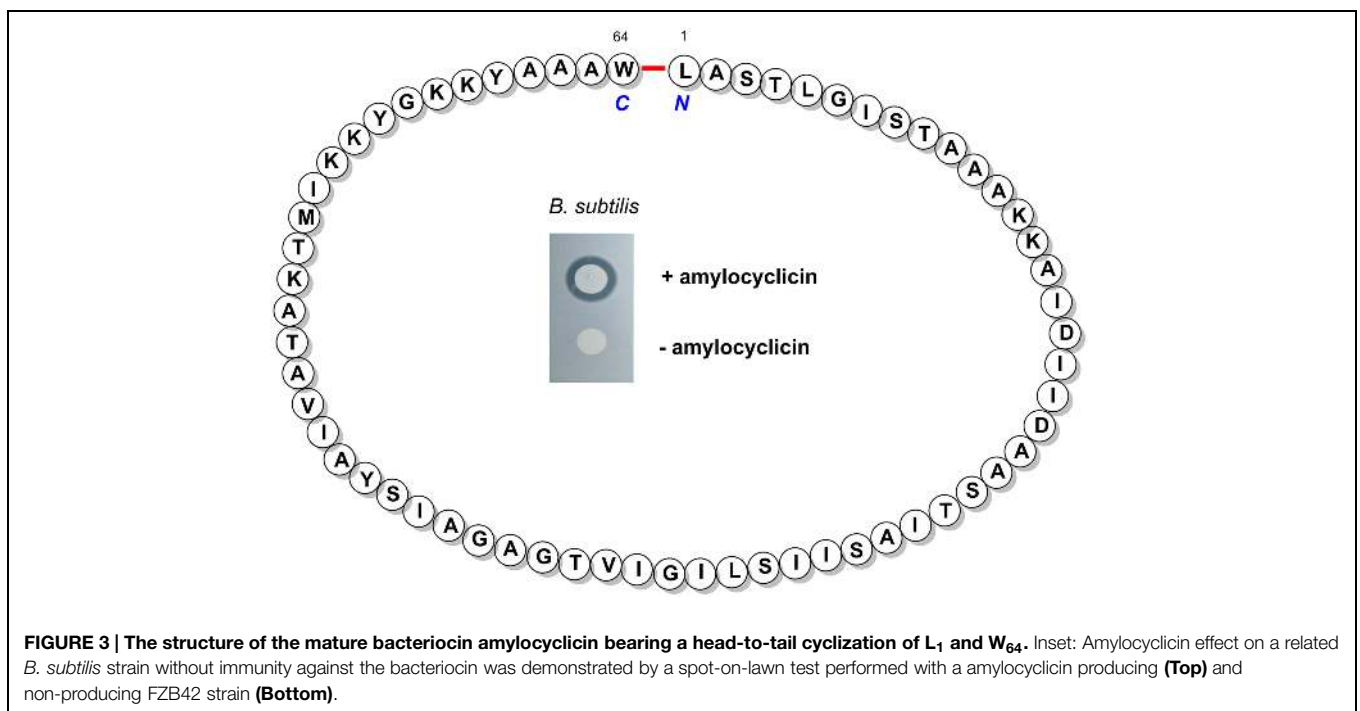 64 1
L A S T L G I S T A A A K K A I D I I D A A S T I A S I I S L I G I V T G A G A I S Y A I V A T A K T M I K K Y G K K Y A A A W
C N
B. subtilis
+ amylocyclicin
- amylocyclicin
FIGURE 3 | The structure of the mature bacteriocin amylocyclicin bearing a head-to-tail cyclization of L1 and W64. Inset: Amylocyclicin effect on a related
B. subtilis strain without immunity against the bacteriocin was demonstrated by a spot-on-lawn test performed with a amylocyclicin producing (Top) and
non-producing FZB42 strain (Bottom).